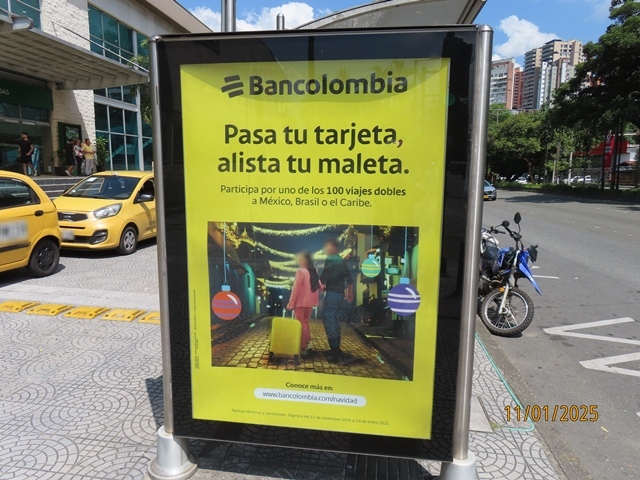 Bancolombia
Pasa tu tarjeta,
alista tu maleta.
Participa por uno de los 100 viajes dobles
a México, Brasil o el Caribe.
Conoce más en:
www.bancolombia.com/navidad
11/01/2025